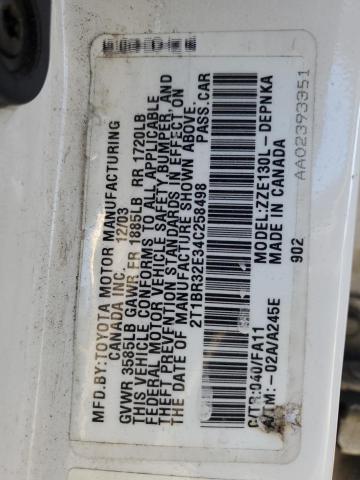 MFD.BY:TOYOTA MOTOR MANUFACTURING
CANADA INC. 12/03
GVWR 3585LB GAWR FR 1885LB RR 1720LB
THIS VEHICLE CONFORMS TO ALL APPLICABLE
FEDERAL MOTOR VEHICLE SAFETY, BUMPER, AND
THEFT PREVENTION STANDARDS IN EFFECT ON
THE DATE OF MANUFACTURE SHOWN ABOVE.
2T1BR32E34C258498 PASS.CAR
C/TR:040/FA11 MODEL:ZZE130L-DEPNKA
A/TM:-02A/A245E MADE IN CANADA
902
AA02393351